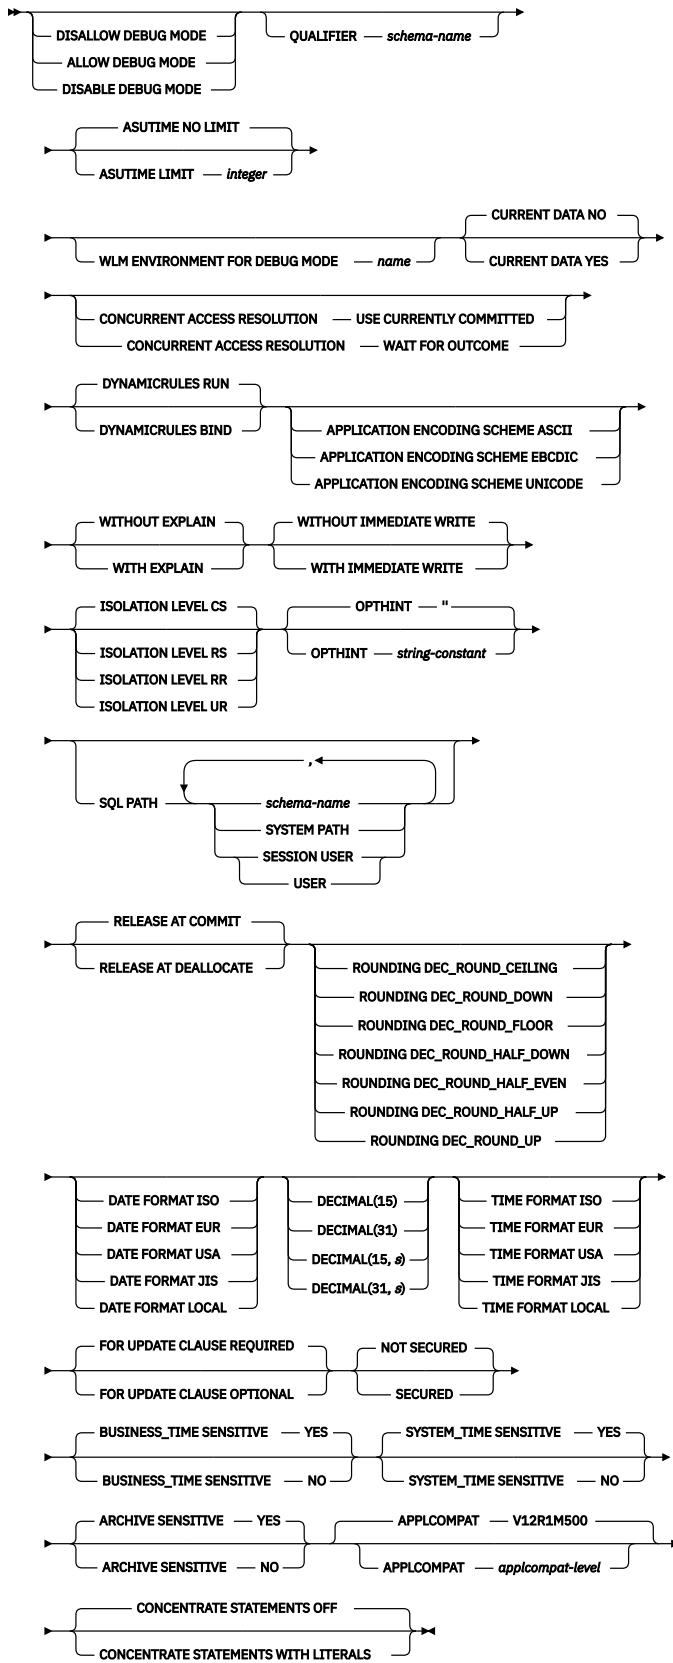 DISALLOW DEBUG MODE
ALLOW DEBUG MODE
DISABLE DEBUG MODE
QUALIFIER schema-name
ASUTIME NO LIMIT
ASUTIME LIMIT integer
WLM ENVIRONMENT FOR DEBUG MODE name
CURRENT DATA NO
CURRENT DATA YES
CONCURRENT ACCESS RESOLUTION USE CURRENTLY COMMITTED
CONCURRENT ACCESS RESOLUTION WAIT FOR OUTCOME
DYNAMICRULES RUN
DYNAMICRULES BIND
APPLICATION ENCODING SCHEME ASCII
APPLICATION ENCODING SCHEME EBCDIC
APPLICATION ENCODING SCHEME UNICODE
WITHOUT EXPLAIN
WITH EXPLAIN
WITHOUT IMMEDIATE WRITE
WITH IMMEDIATE WRITE
ISOLATION LEVEL CS
ISOLATION LEVEL RS
ISOLATION LEVEL RR
ISOLATION LEVEL UR
OPTHINT ''
OPTHINT string-constant
SQL PATH
,
schema-name
SYSTEM PATH
SESSION USER
USER
RELEASE AT COMMIT
RELEASE AT DEALLOCATE
ROUNDING DEC_ROUND_CEILING
ROUNDING DEC_ROUND_DOWN
ROUNDING DEC_ROUND_FLOOR
ROUNDING DEC_ROUND_HALF_DOWN
ROUNDING DEC_ROUND_HALF_EVEN
ROUNDING DEC_ROUND_HALF_UP
ROUNDING DEC_ROUND_UP
DATE FORMAT ISO
DATE FORMAT EUR
DATE FORMAT USA
DATE FORMAT JIS
DATE FORMAT LOCAL
DECIMAL(15)
DECIMAL(31)
DECIMAL(15, s)
DECIMAL(31, s)
TIME FORMAT ISO
TIME FORMAT EUR
TIME FORMAT USA
TIME FORMAT JIS
TIME FORMAT LOCAL
FOR UPDATE CLAUSE REQUIRED
FOR UPDATE CLAUSE OPTIONAL
NOT SECURED
SECURED
BUSINESS_TIME SENSITIVE YES
BUSINESS_TIME SENSITIVE NO
SYSTEM_TIME SENSITIVE YES
SYSTEM_TIME SENSITIVE NO
ARCHIVE SENSITIVE YES
ARCHIVE SENSITIVE NO
APPLCOMPAT V12R1M500
APPLCOMPAT applcompat-level
CONCENTRATE STATEMENTS OFF
CONCENTRATE STATEMENTS WITH LITERALS